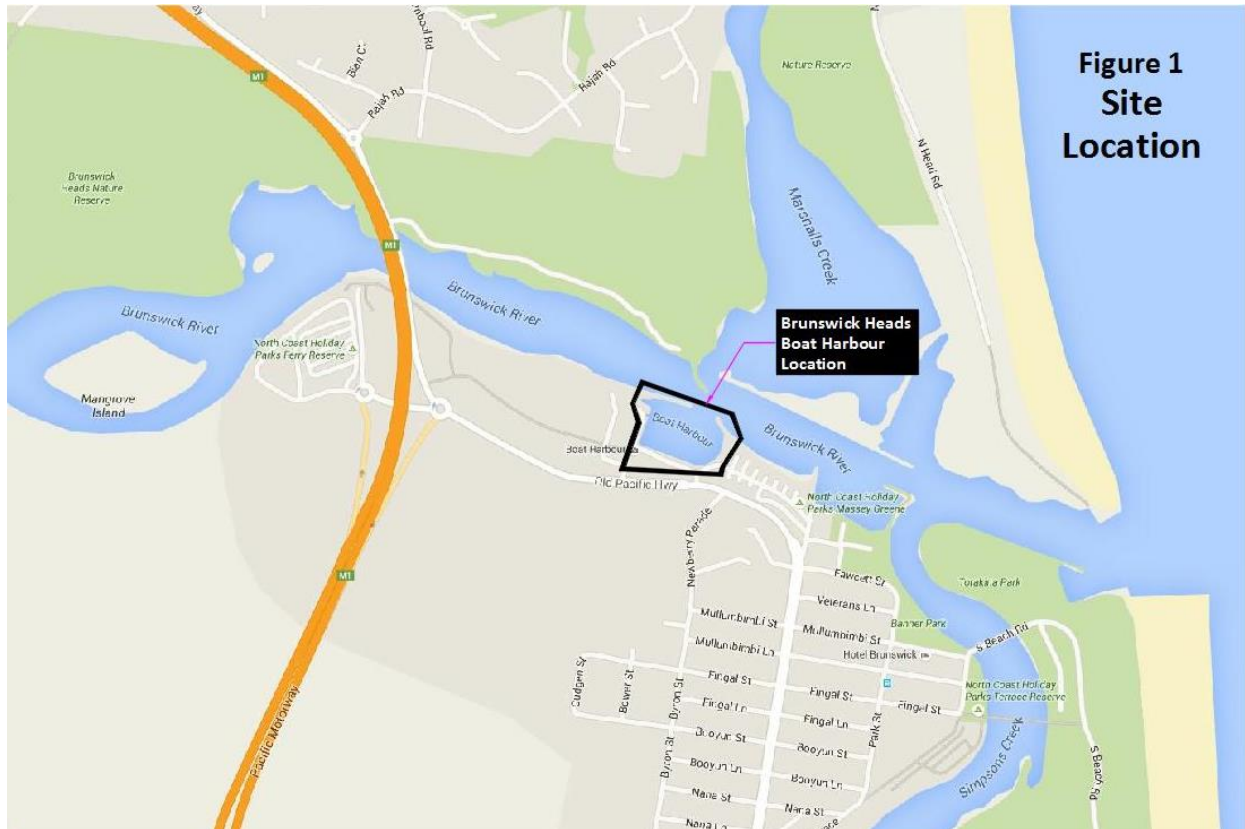 Figure 1
Site
Location
Nature Reserve
Rajah Rd
Rajah Rd
M1
N Head Rd
Brunswick
Heads Nature
Reserve
Marshalls Creek
M1
Brunswick River
Brunswick River
Brunswick Heads
Boat Harbour
Location
North Coast Holiday
Parks Ferry Reserve
Mangrove
Island
Boat Harbour
Brunswick River
Boat Harbour
Old Pacific Hwy
North Coast Holiday
Parks Massey Greene
Newberry Parade
M1
Fawcett St
Torakina Park
Veterans Ln
Mullumbimbi St
Mullumbimbi St
Banner Park
S Beach Rd
Mullumbimbi Ln
Hotel Brunswick
Cudgen St
Bower St
Byron St
Fingal St
Fingal St
Fingal St
North Coast Holiday
Parks Terrace Reserve
Fingal Ln
Fingal Ln
Park St
Pacific Motorway
Booyun St
Booyun St
S Beach Rd
Byron St
Booyun Ln
Booyun Ln
Simpsons Creek
Nana St
Nana St
Nana Ln